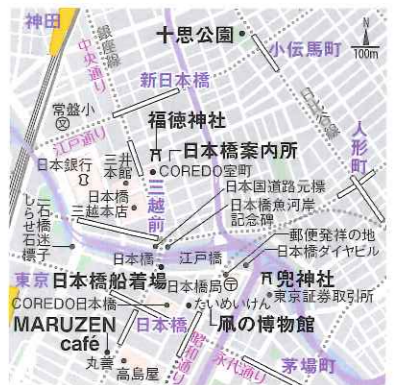 神田
十思公園
N
100m
小伝馬町
銀座線
中央通り
新日本橋
日比谷線
常盤小
文
江戸通り
福徳神社
人形町
日本銀行
三井本館
日本橋案内所
COREDO室町
三越前
日本橋三越本店
日本国道路元標
日本橋魚河岸記念碑
一石橋迷子しらせ石標
郵便発祥の地
日本橋ダイヤビル
日本橋
江戸橋
東京
日本橋船着場
日本橋局
兜神社
東京証券取引所
COREDO日本橋
たいめいけん
MARUZEN café
日本橋
凧の博物館
丸善
高島屋
昭和通り
永代通り
茅場町